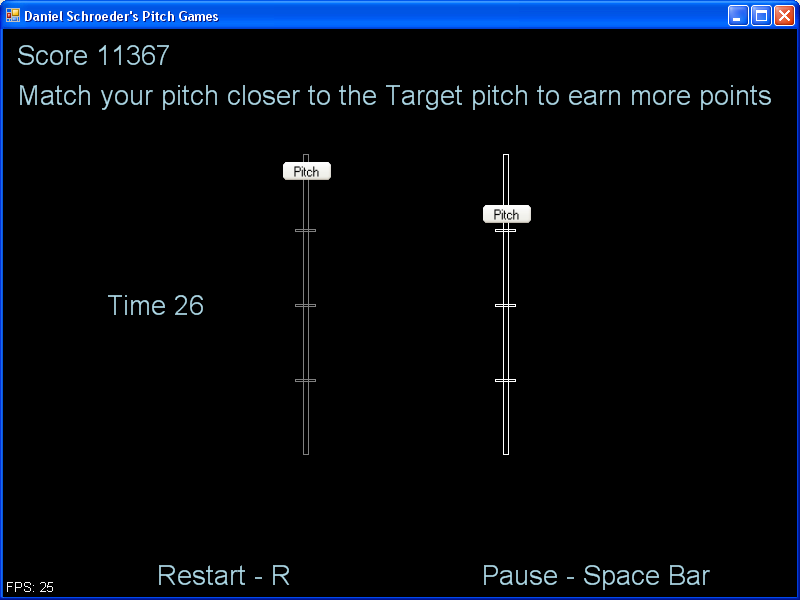 Daniel Schroeder's Pitch Games
Score 11367
Match your pitch closer to the Target pitch to earn more points
Pitch
Pitch
Time 26
Restart - R
Pause - Space Bar
FPS: 25